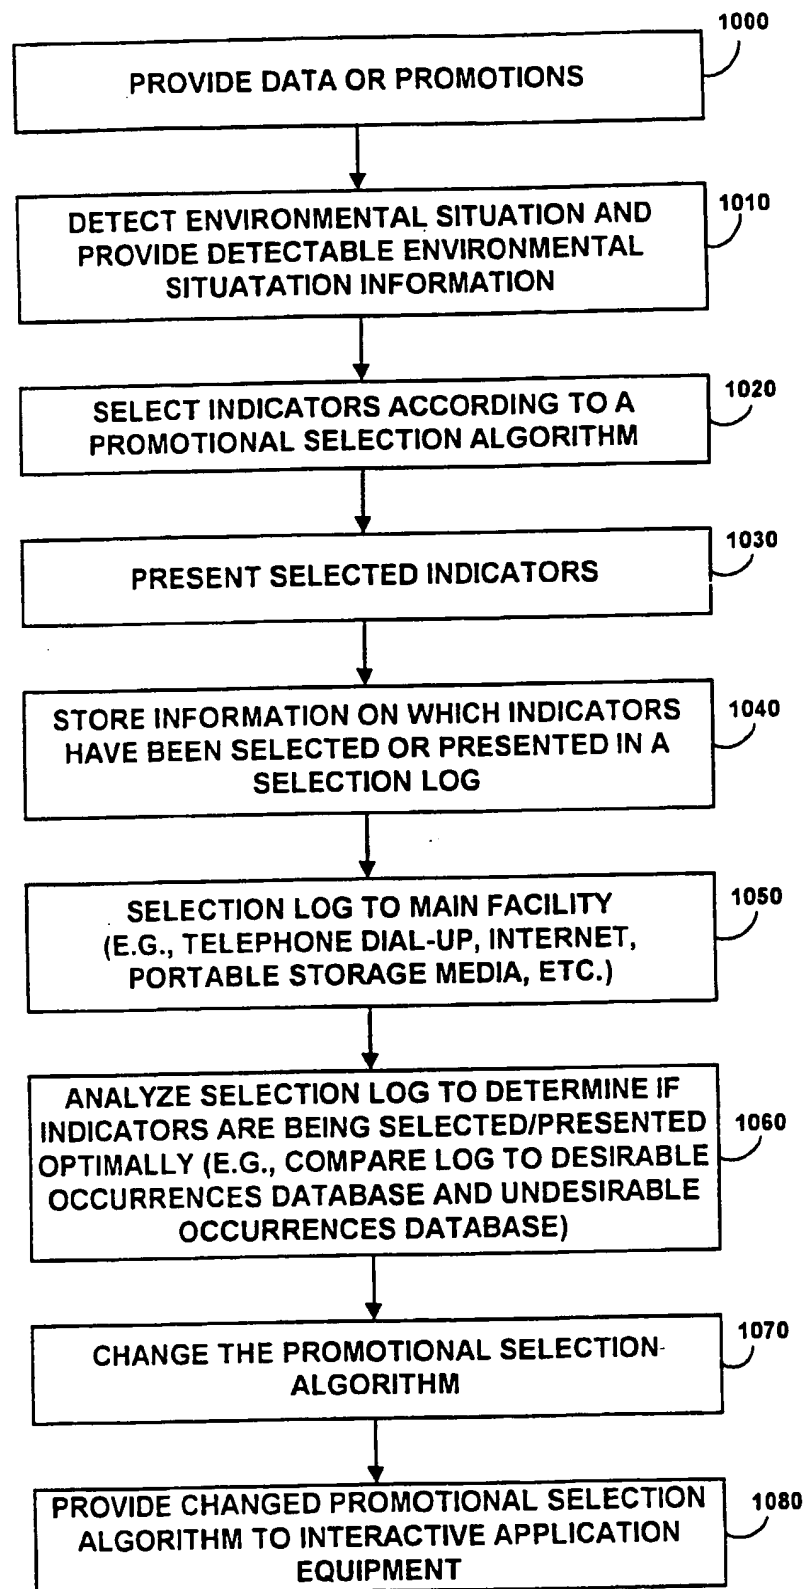 1000
PROVIDE DATA OR PROMOTIONS
1010
DETECT ENVIRONMENTAL SITUATION AND
PROVIDE DETECTABLE ENVIRONMENTAL
SITUATATION INFORMATION
1020
SELECT INDICATORS ACCORDING TO A
PROMOTIONAL SELECTION ALGORITHM
1030
PRESENT SELECTED INDICATORS
1040
STORE INFORMATION ON WHICH INDICATORS
HAVE BEEN SELECTED OR PRESENTED IN A
SELECTION LOG
1050
SELECTION LOG TO MAIN FACILITY
(E.G., TELEPHONE DIAL-UP, INTERNET,
PORTABLE STORAGE MEDIA, ETC.)
1060
ANALYZE SELECTION LOG TO DETERMINE IF
INDICATORS ARE BEING SELECTED/PRESENTED
OPTIMALLY (E.G., COMPARE LOG TO DESIRABLE
OCCURRENCES DATABASE AND UNDESIRABLE
OCCURRENCES DATABASE)
1070
CHANGE THE PROMOTIONAL SELECTION
ALGORITHM
1080
PROVIDE CHANGED PROMOTIONAL SELECTION
ALGORITHM TO INTERACTIVE APPLICATION
EQUIPMENT